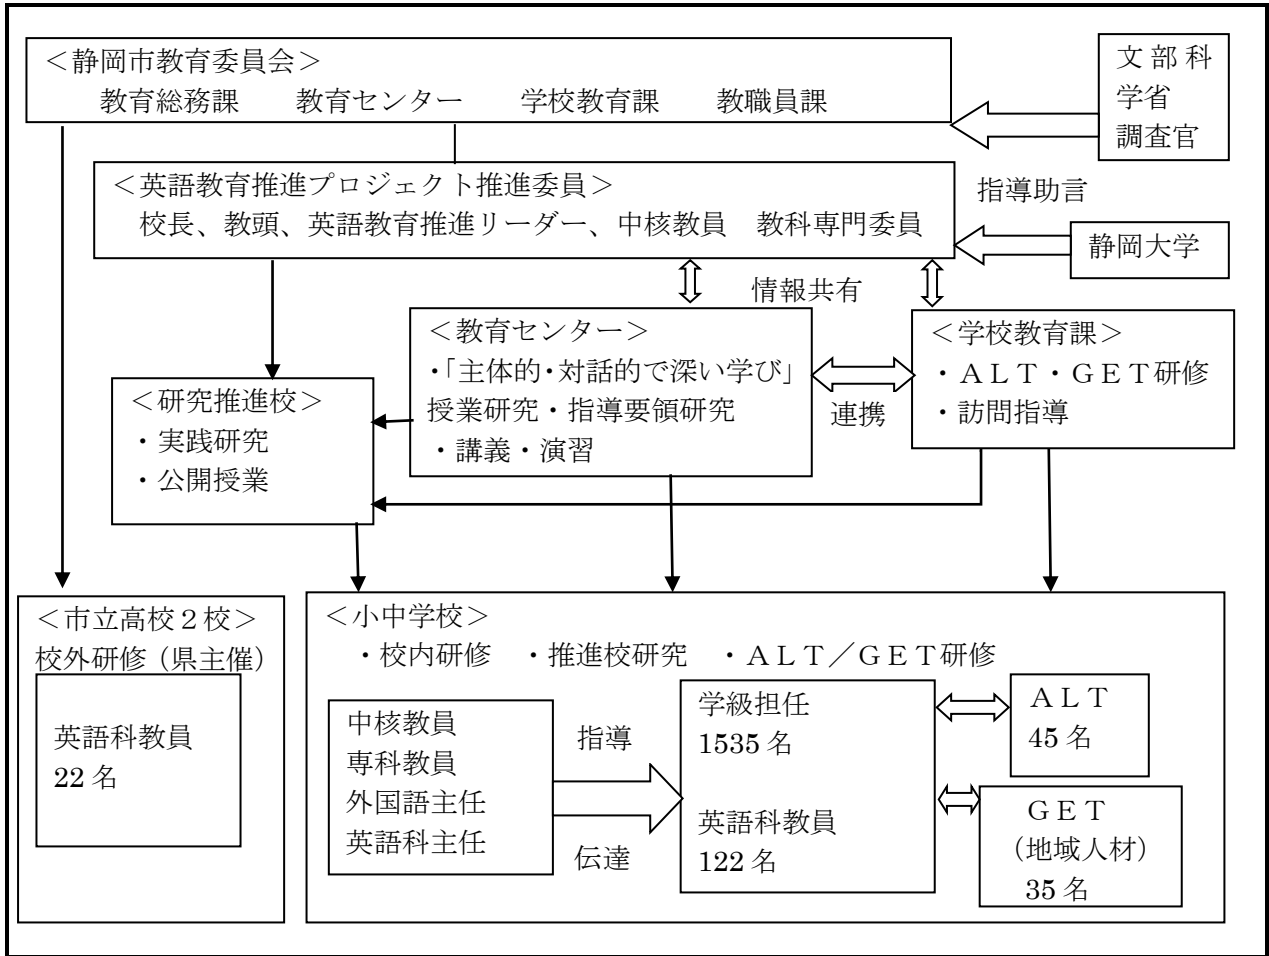 ＜静岡市教育委員会＞
教育総務課　　教育センター　　学校教育課　　教職員課
文部科
学省
調査官
＜英語教育推進プロジェクト推進委員＞
校長、教頭、英語教育推進リーダー、中核教員　教科専門委員
指導助言
静岡大学
情報共有
＜教育センター＞
・「主体的・対話的で深い学び」
授業研究・指導要領研究
・講義・演習
連携
＜学校教育課＞
・ＡＬＴ・ＧＥＴ研修
・訪問指導
＜研究推進校＞
・実践研究
・公開授業
＜市立高校２校＞
校外研修（県主催）
英語科教員
22 名
＜小中学校＞
・校内研修　・推進校研究　・ＡＬＴ／ＧＥＴ研修
中核教員
専科教員
外国語主任
英語科主任
指導
伝達
学級担任
1535 名
英語科教員
122 名
ＡＬＴ
45 名
ＧＥＴ
（地域人材）
35 名